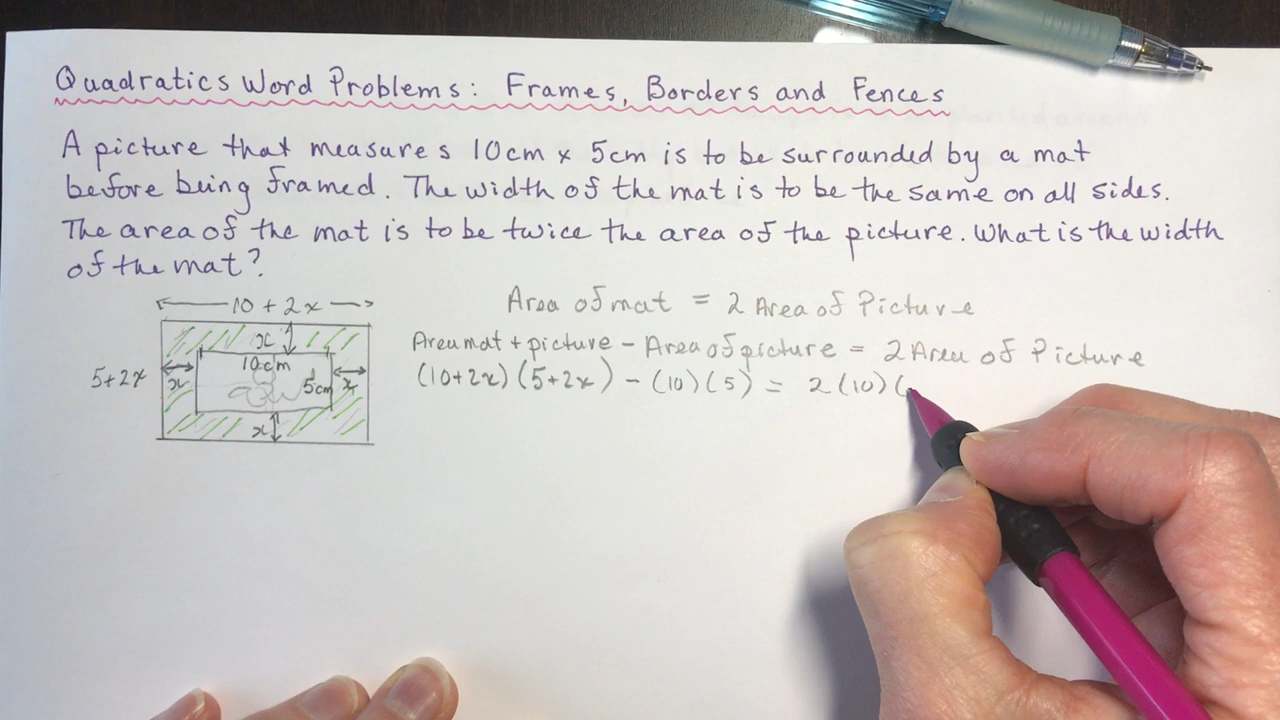 Quadratics Word Problems: Frames, Borders and Fences
A picture that measures 10cm x 5cm is to be surrounded by a mat
before being framed. The width of the mat is to be the same on all sides.
The area of the mat is to be twice the area of the picture. What is the width
of the mat?
10 + 2x
Area of mat = 2 Area of Picture
x
Area mat + picture - Area of picture = 2 Area of Picture
10cm
5+2x
x
5cm
x
(10+2x)(5+2x) - (10)(5) = 2(10)(
x